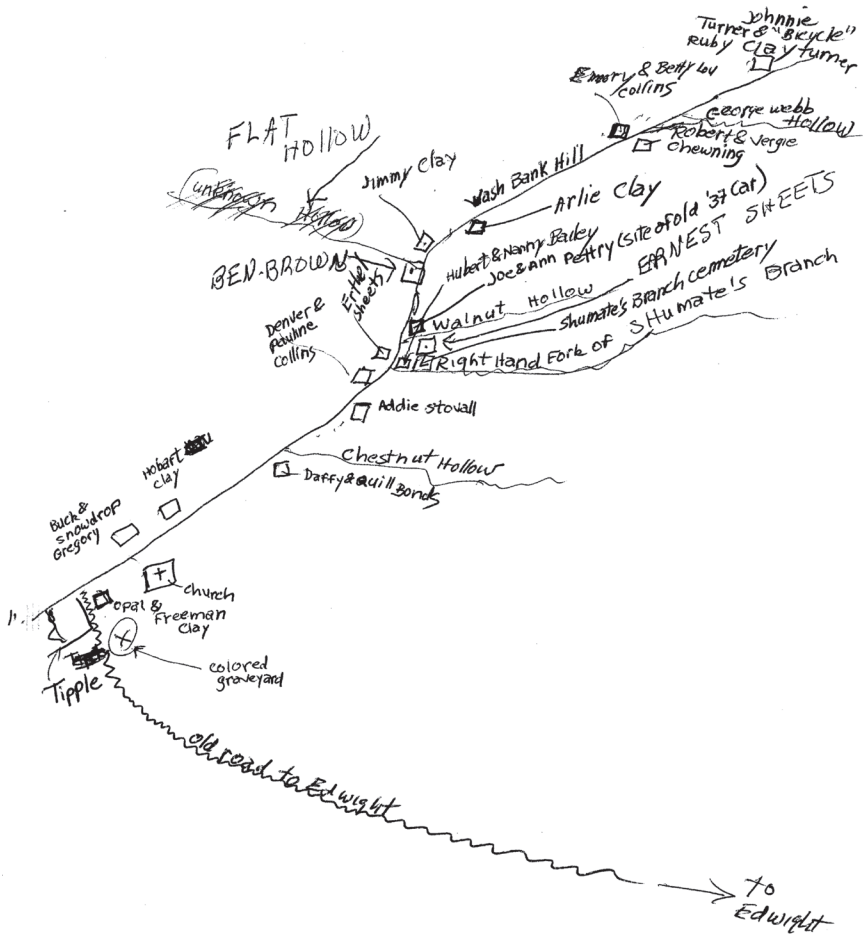 Johnnie
Turner & "Bicycle"
Ruby Clay Turner
Emory & Betty Lou
Collins
George Webb
Hollow
Robert & Vergie
Chewning
FLAT
HOLLOW
Jimmy Clay
Wash Bank Hill
Arlie Clay
(unknown
Hollow)
BEN-BROWN
Erthel
Sheets
Hubert & Nanny Bailey
Joe & Ann Pettry (site of old '37 Car)
EARNEST SHEETS
Walnut Hollow
Shumate's Branch cemetery
Right Hand Fork of Shumate's Branch
Denver &
Pauline
Collins
Addie Stovall
Chestnut Hollow
Daffy & Quill Bonds
Hobart
Clay
Buck &
Snowdrop
Gregory
Church
Opal &
Freeman
Clay
colored
graveyard
Tipple
old road to Edwight
to
Edwight